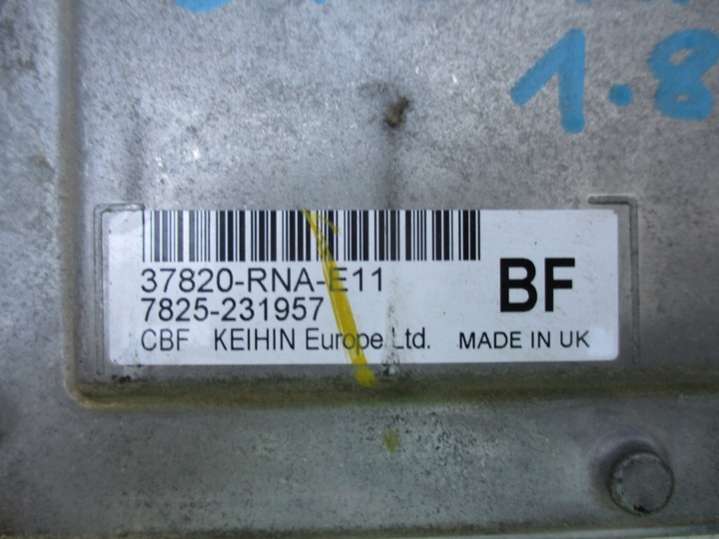 1.8
37820-RNA-E11
BF
7825-231957
CBF KEIHIN Europe Ltd. MADE IN UK